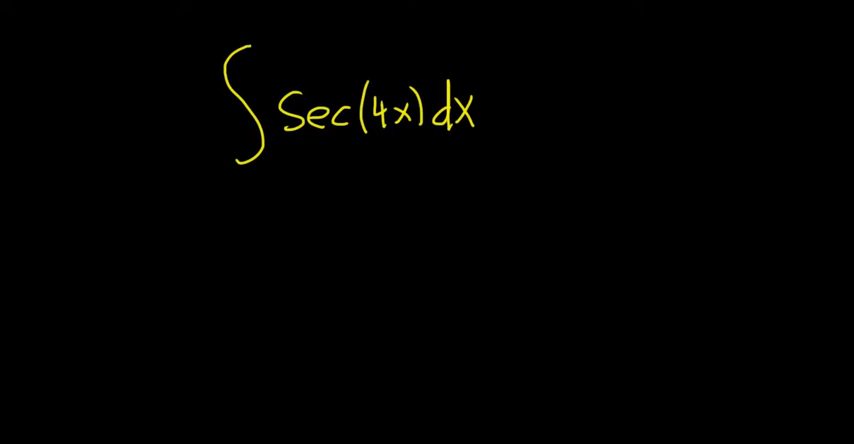 ∫ sec(4x) dx